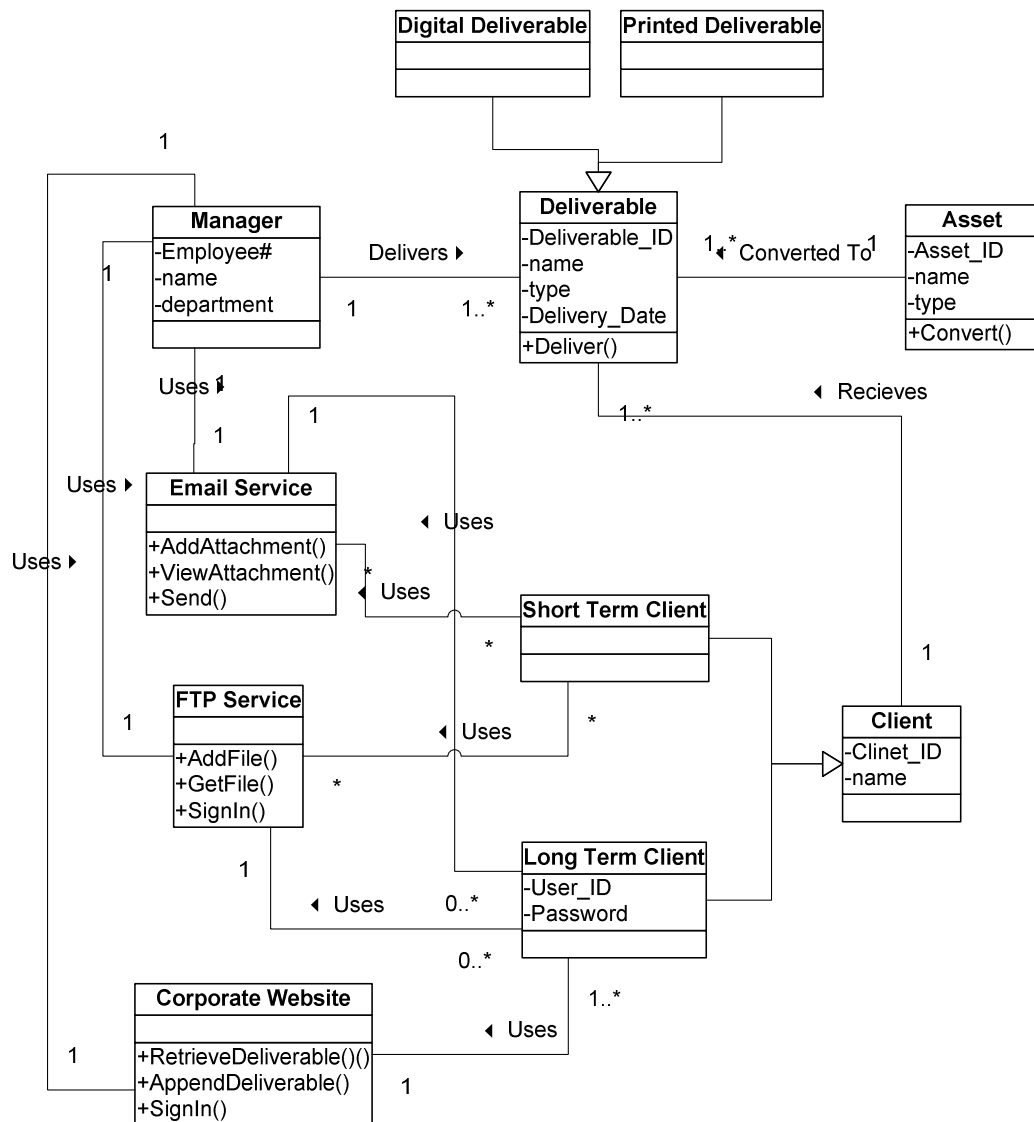 Digital Deliverable
Printed Deliverable
1
Manager
-Employee#
-name
-department
1
Delivers
1
1..*
Deliverable
-Deliverable_ID
-name
-type
-Delivery_Date
+Deliver()
1..*
Converted To
1
Asset
-Asset_ID
-name
-type
+Convert()
Uses
1
1
1
1..*
Recieves
Uses
Email Service
+AddAttachment()
+ViewAttachment()
+Send()
Uses
Uses
*
Uses
*
Short Term Client
1
FTP Service
+AddFile()
+GetFile()
+SignIn()
1
Uses
*
*
Client
-Clinet_ID
-name
1
Uses
0..*
0..*
Long Term Client
-User_ID
-Password
1..*
Corporate Website
+RetrieveDeliverable()()
+AppendDeliverable()
+SignIn()
1
Uses
1